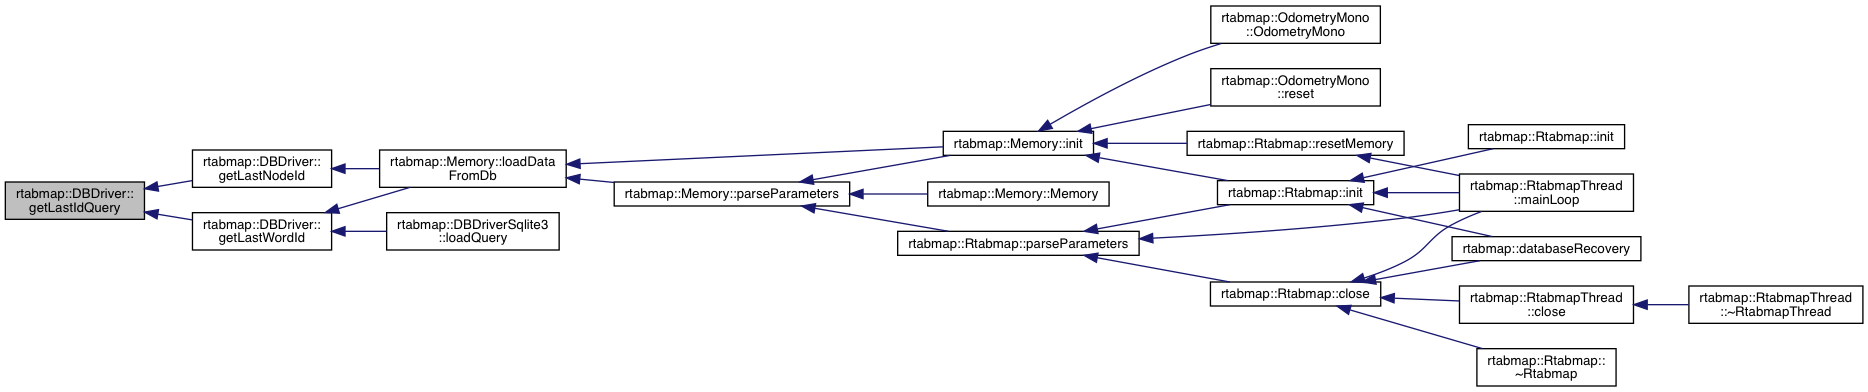 rtabmap::DBDriver::
getLastIdQuery
rtabmap::DBDriver::
getLastNodeId
rtabmap::DBDriver::
getLastWordId
rtabmap::Memory::loadData
FromDb
rtabmap::DBDriverSqlite3
::loadQuery
rtabmap::Memory::parseParameters
rtabmap::Memory::init
rtabmap::Memory::Memory
rtabmap::Rtabmap::parseParameters
rtabmap::OdometryMono
::OdometryMono
rtabmap::OdometryMono
::reset
rtabmap::Rtabmap::resetMemory
rtabmap::Rtabmap::init
rtabmap::Rtabmap::close
rtabmap::Rtabmap::init
rtabmap::RtabmapThread
::mainLoop
rtabmap::databaseRecovery
rtabmap::RtabmapThread
::close
rtabmap::Rtabmap::
~Rtabmap
rtabmap::RtabmapThread
::~RtabmapThread